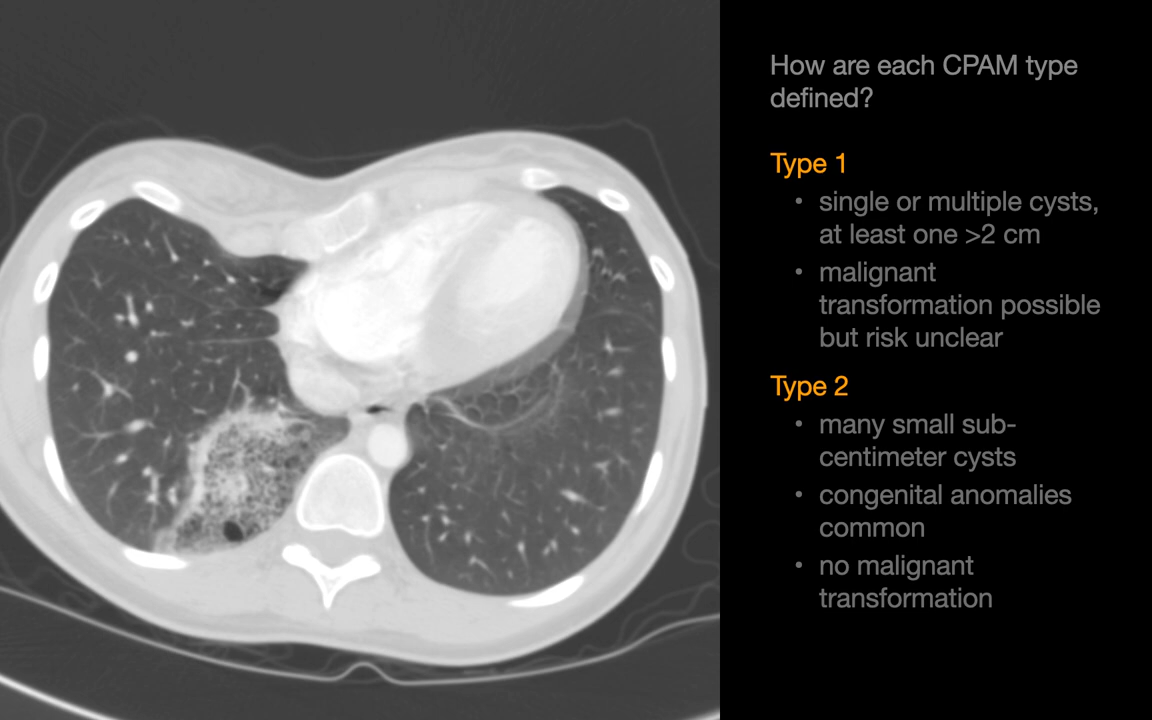 How are each CPAM type
defined?
Type 1
• single or multiple cysts,
at least one >2 cm
• malignant
transformation possible
but risk unclear
Type 2
• many small sub-
centimeter cysts
• congenital anomalies
common
• no malignant
transformation